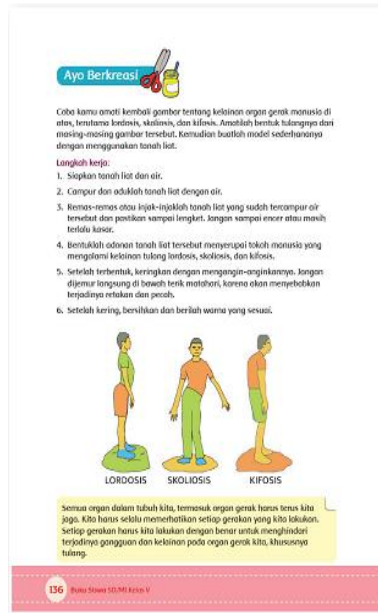 Ayo Berkreasi
Coba kamu amati kembali gambar tentang kelainan organ gerak manusia di
atas, terutama lordosis, skoliosis, dan kifosis. Amatilah bentuk tulangnya dari
masing-masing gambar tersebut. Kemudian buatlah model sederhananya
dengan menggunakan tanah liat.
Langkah kerja:
1. Siapkan tanah liat dan air.
2. Campur dan aduklah tanah liat dengan air.
3. Remas-remas atau injak-injaklah tanah liat yang sudah tercampur air
tersebut dan pastikan sampai lengket. Jangan sampai encer atau masih
terlalu kasar.
4. Bentuklah adonan tanah liat tersebut menyerupai tokoh manusia yang
mengalami kelainan tulang lordosis, skoliosis, dan kifosis.
5. Setelah terbentuk, keringkan dengan mengangin-anginkannya. Jangan
dijemur langsung di bawah terik matahari, karena akan menyebabkan
terjadinya retakan dan pecah.
6. Setelah kering, bersihkan dan berilah warna yang sesuai.
LORDOSIS SKOLIOSIS KIFOSIS
Semua organ dalam tubuh kita, termasuk organ gerak harus terus kita
jaga. Kita harus selalu memerhatikan setiap gerakan yang kita lakukan.
Setiap gerakan harus kita lakukan dengan benar untuk menghindari
terjadinya gangguan dan kelainan pada organ gerak kita, khususnya
tulang.
136 Buku Siswa SD/MI Kelas V